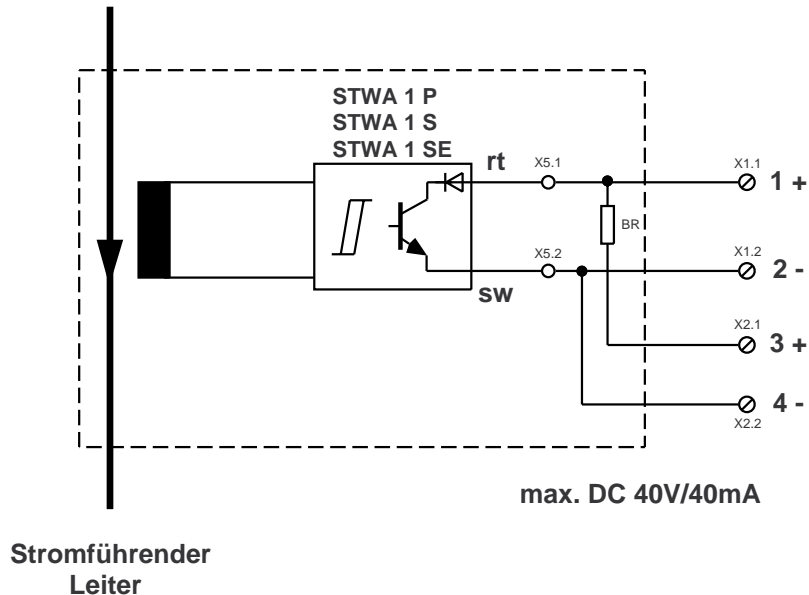 STWA 1 P
STWA 1 S
STWA 1 SE
rt
X5.1
X1.1
1 +
BR
X5.2
X1.2
2 -
sw
X2.1
3 +
4 -
X2.2
max. DC 40V/40mA
Stromführender
Leiter